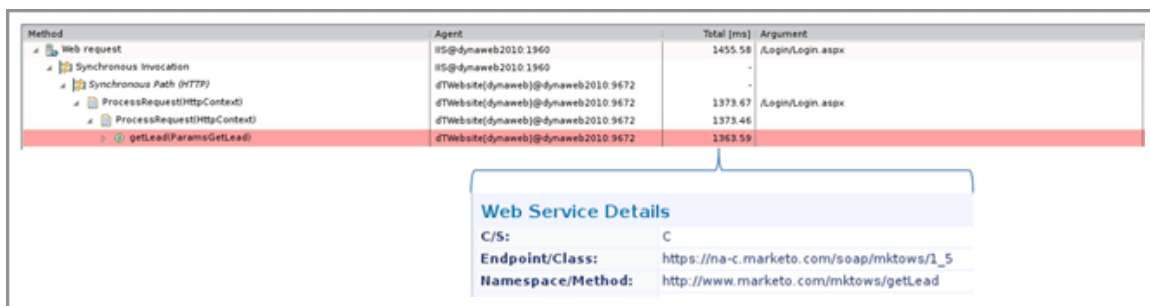 Method Agent Total [ms] Argument
Web request IIS@dynaweb2010:1960 1455.58 /Login/Login.aspx
Synchronous Invocation IIS@dynaweb2010:1960 -
Synchronous Path (HTTP) dTWebsite[dynaweb]@dynaweb2010:9672 -
ProcessRequest(HttpContext) dTWebsite[dynaweb]@dynaweb2010:9672 1373.67 /Login/Login.aspx
ProcessRequest(HttpContext) dTWebsite[dynaweb]@dynaweb2010:9672 1373.46
getLead(ParamsGetLead) dTWebsite[dynaweb]@dynaweb2010:9672 1363.59
Web Service Details
C/S: C
Endpoint/Class: https://na-c.marketo.com/soap/mktows/1_5
Namespace/Method: http://www.marketo.com/mktows/getLead